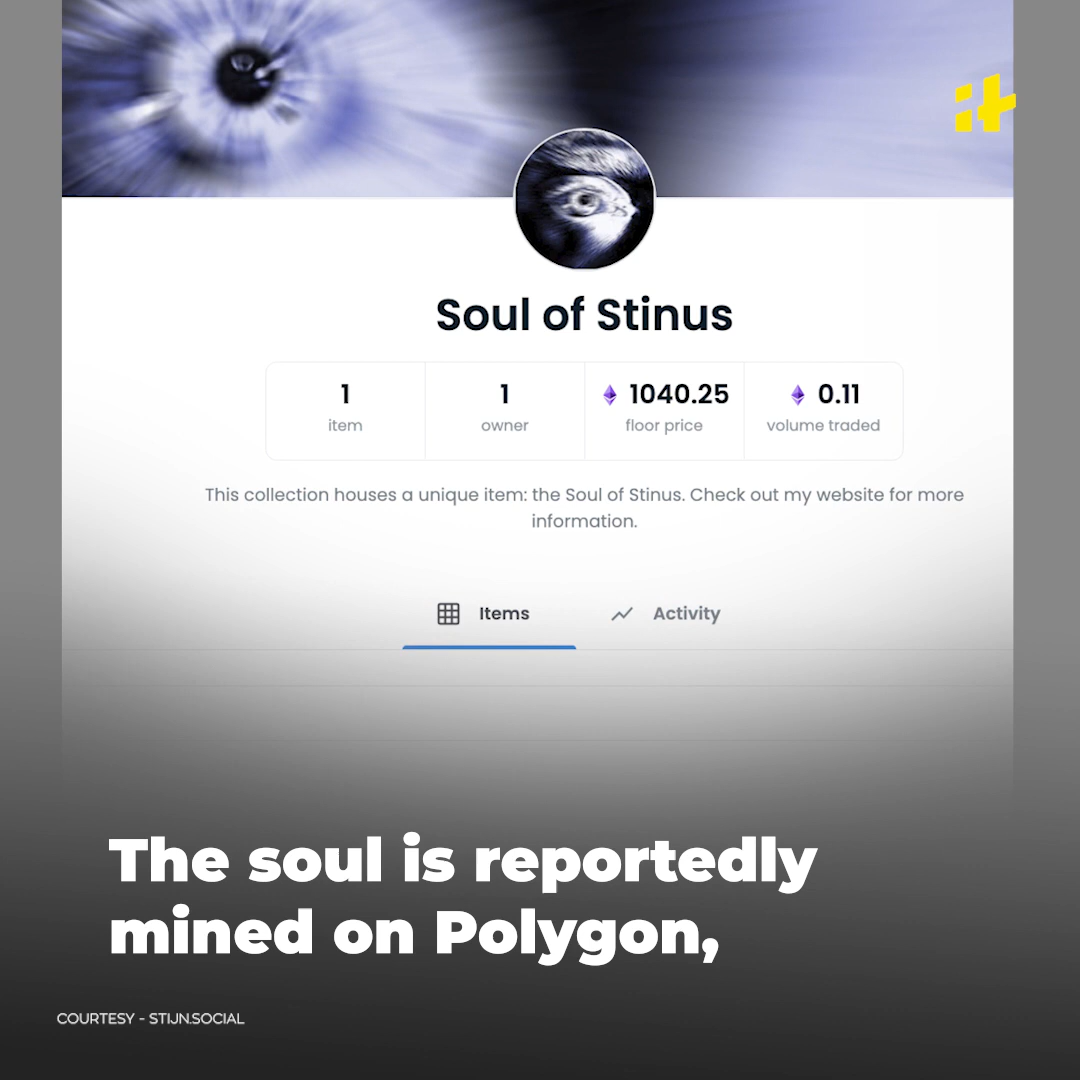 Soul of Stinus
1
item
1
owner
1040.25
floor price
0.11
volume traded
This collection houses a unique item: the Soul of Stinus. Check out my website for more
information.
Items
Activity
The soul is reportedly
mined on Polygon,
COURTESY - STIJN.SOCIAL